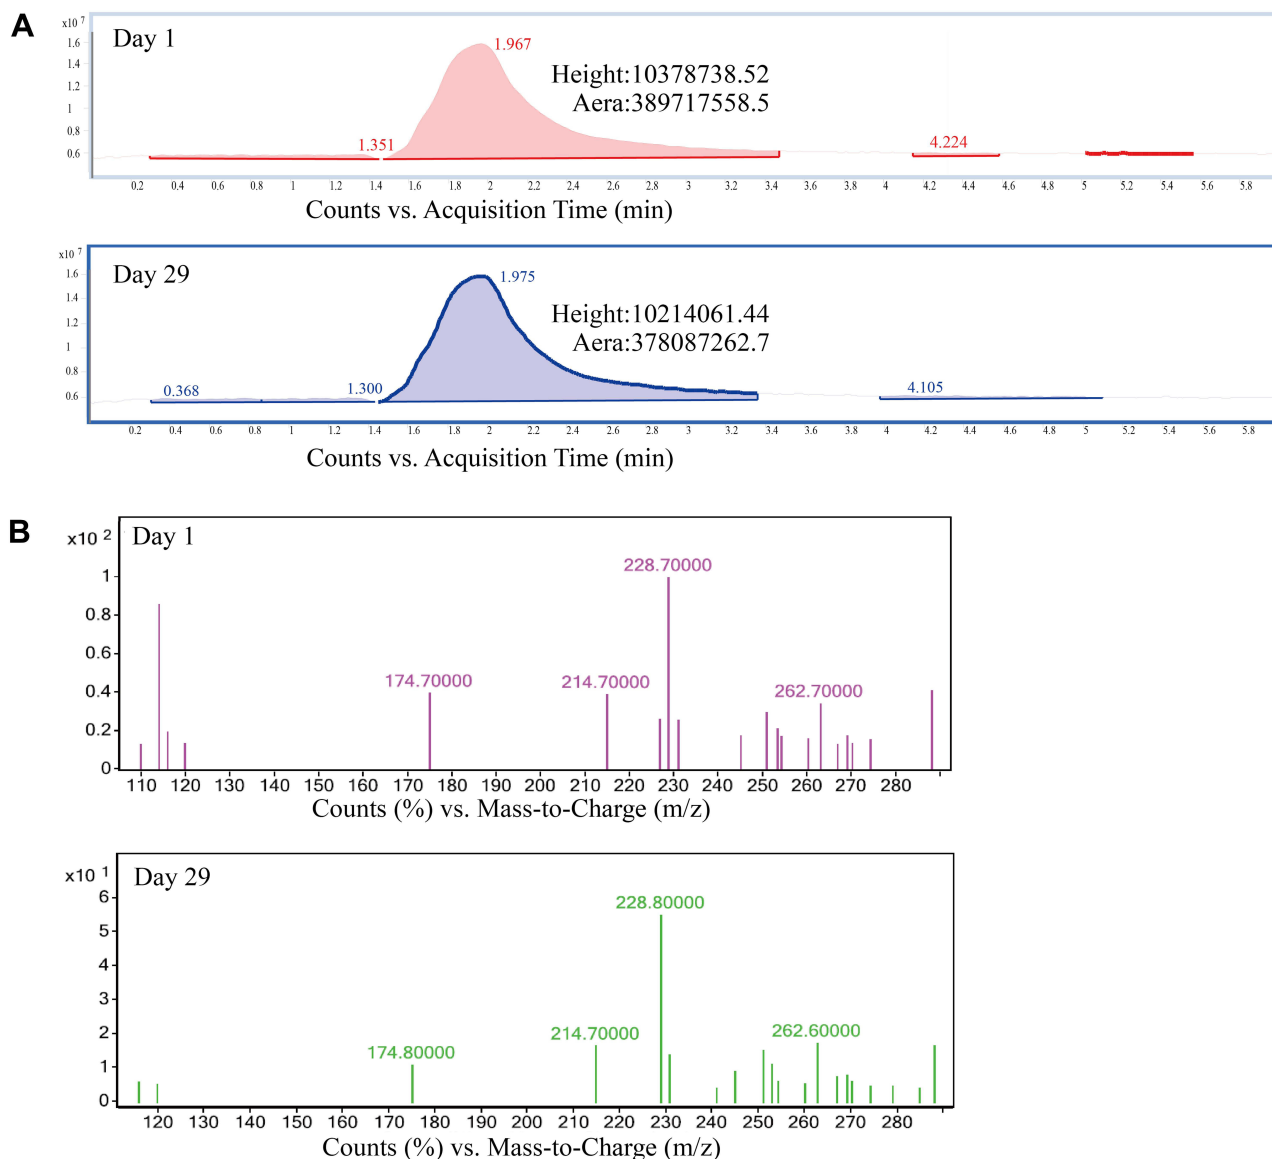 A
x10 7
Day 1
1.6
1.4
1.2
1
0.8
0.6
1.967
Height:10378738.52
Aera:389717558.5
1.351
4.224
0.2 0.4 0.6 0.8 1 1.2 1.4 1.6 1.8 2 2.2 2.4 2.6 2.8 3 3.2 3.4 3.6 3.8 4 4.2 4.4 4.6 4.8 5 5.2 5.4 5.6 5.8
Counts vs. Acquisition Time (min)
x10 7
Day 29
1.6
1.4
1.2
1
0.8
0.6
1.975
Height:10214061.44
Aera:378087262.7
0.368
1.300
4.105
0.2 0.4 0.6 0.8 1 1.2 1.4 1.6 1.8 2 2.2 2.4 2.6 2.8 3 3.2 3.4 3.6 3.8 4 4.2 4.4 4.6 4.8 5 5.2 5.4 5.6 5.8
Counts vs. Acquisition Time (min)
B
x10 2
Day 1
1
0.8
0.6
0.4
0.2
0
228.70000
174.70000
214.70000
262.70000
110 120 130 140 150 160 170 180 190 200 210 220 230 240 250 260 270 280
Counts (%) vs. Mass-to-Charge (m/z)
x10 1
Day 29
6
5
4
3
2
1
0
228.80000
174.80000
214.70000
262.60000
120 130 140 150 160 170 180 190 200 210 220 230 240 250 260 270 280
Counts (%) vs. Mass-to-Charge (m/z)